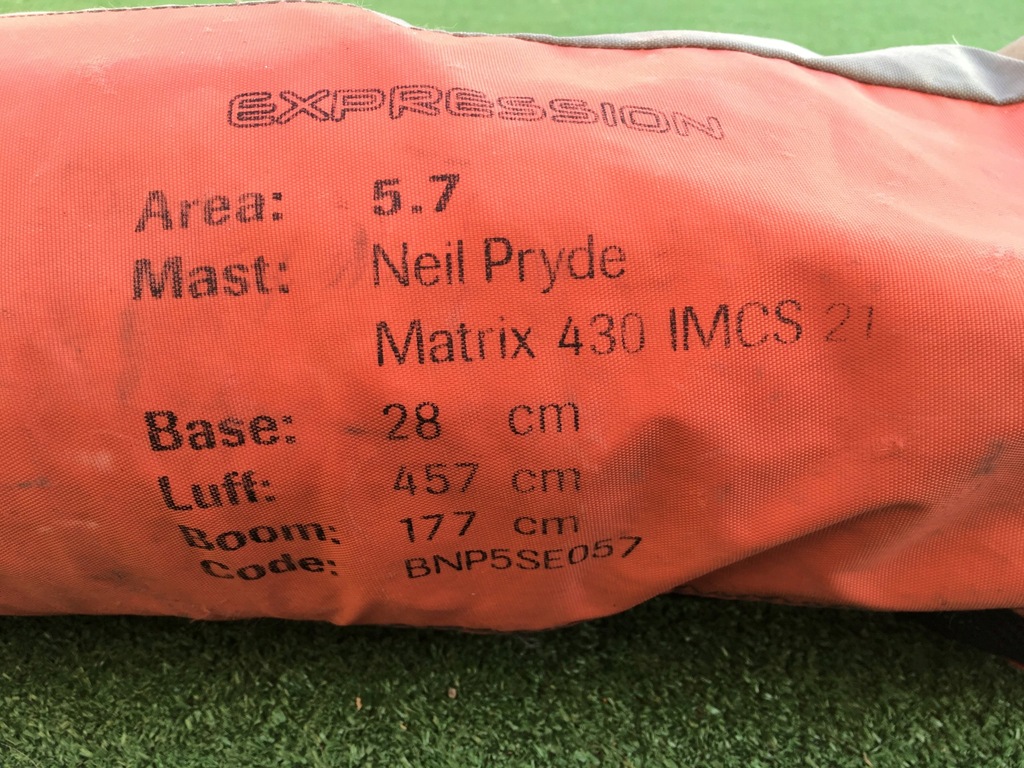 EXPRESSION
Area: 5.7
Mast: Neil Pryde
Matrix 430 IMCS 21
Base: 28 cm
Luff: 457 cm
Boom: 177 cm
Code: BNP5SE057